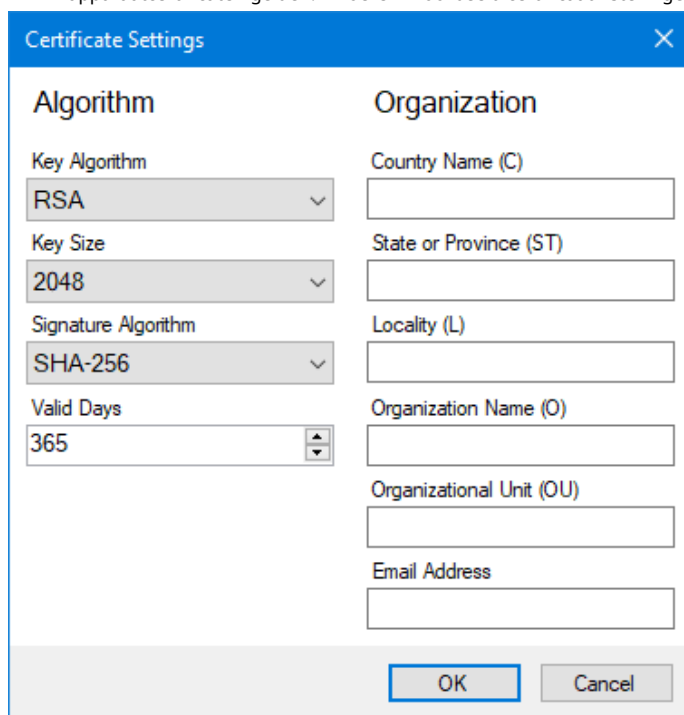 Certificate Settings
Algorithm
Key Algorithm
RSA
Key Size
2048
Signature Algorithm
SHA-256
Valid Days
365
Organization
Country Name (C)
State or Province (ST)
Locality (L)
Organization Name (O)
Organizational Unit (OU)
Email Address
OK
Cancel